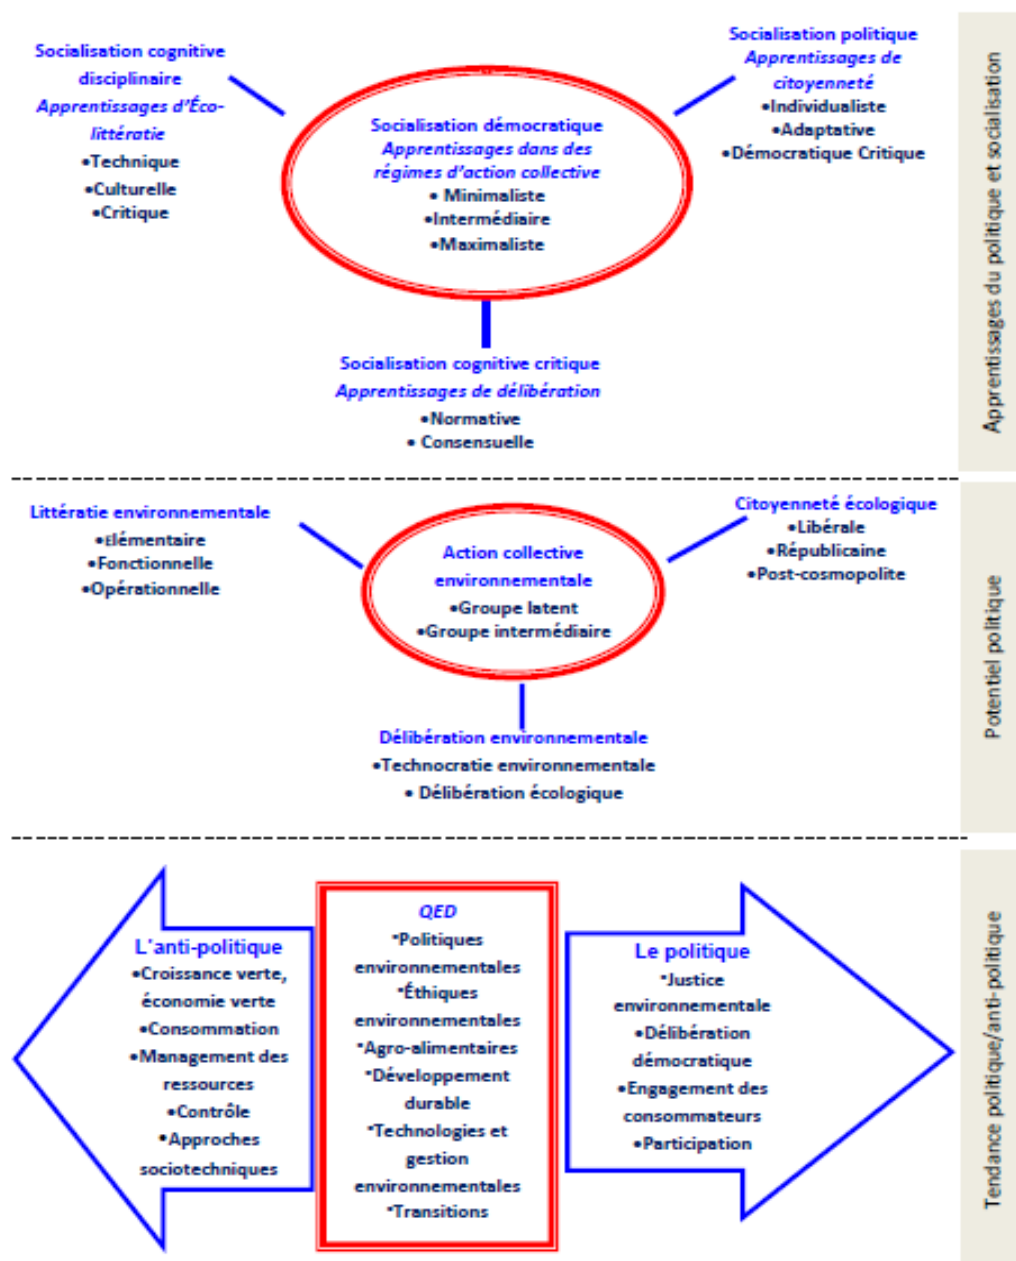 Socialisation cognitive
disciplinaire
Apprentissages d'Éco-
littératie
•Technique
•Culturelle
•Critique
Socialisation démocratique
Apprentissages dans des
régimes d'action collective
• Minimaliste
•Intermédiaire
•Maximaliste
Socialisation politique
Apprentissages de
citoyenneté
•Individualiste
•Adaptative
•Démocratique Critique
Socialisation cognitive critique
Apprentissages de délibération
•Normative
• Consensuelle
Apprentissages du politique et socialisation
Littératie environnementale
•Elémentaire
•Fonctionnelle
•Opérationnelle
Action collective
environnementale
•Groupe latent
•Groupe intermédiaire
Citoyenneté écologique
•Libérale
•Républicaine
•Post-cosmopolite
Délibération environnementale
•Technocratie environnementale
• Délibération écologique
Potentiel politique
L'anti-politique
•Croissance verte,
économie verte
•Consommation
•Management des
ressources
•Contrôle
•Approches
sociotechniques
QED
•Politiques
environnementales
•Éthiques
environnementales
•Agro-alimentaires
•Développement
durable
•Technologies et
gestion
environnementales
•Transitions
Le politique
•Justice
environnementale
•Délibération
démocratique
•Engagement des
consommateurs
•Participation
Tendance politique/anti-politique